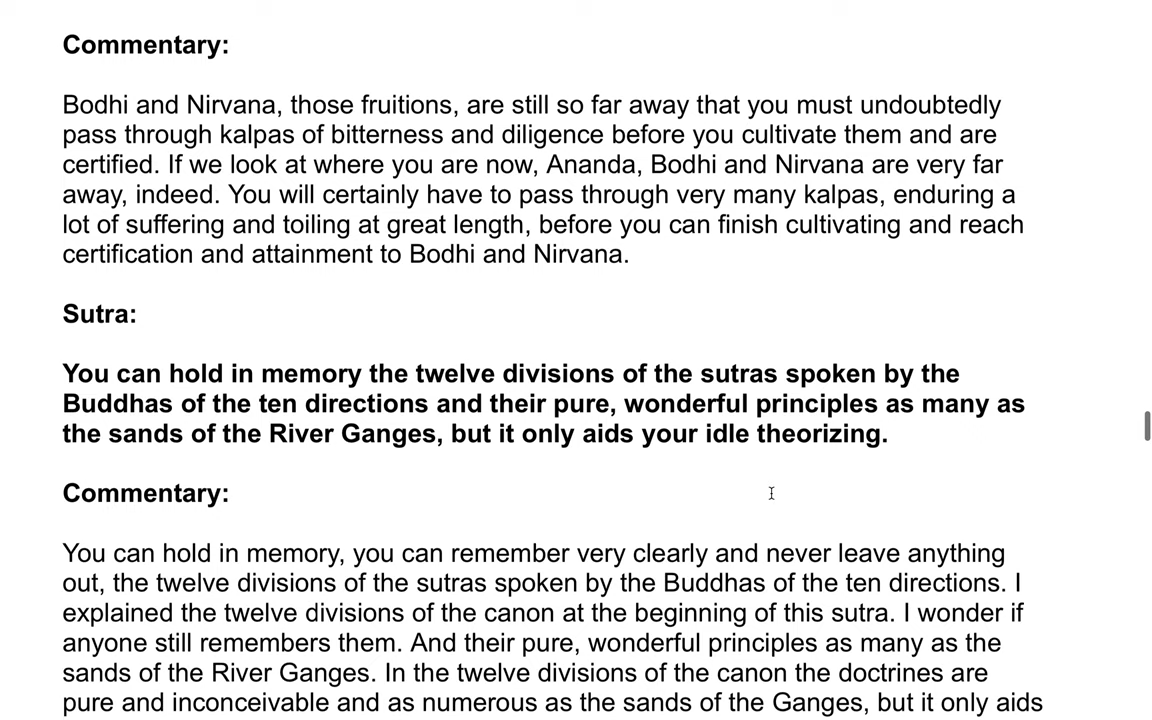 Commentary:
Bodhi and Nirvana, those fruitions, are still so far away that you must undoubtedly
pass through kalpas of bitterness and diligence before you cultivate them and are
certified. If we look at where you are now, Ananda, Bodhi and Nirvana are very far
away, indeed. You will certainly have to pass through very many kalpas, enduring a
lot of suffering and toiling at great length, before you can finish cultivating and reach
certification and attainment to Bodhi and Nirvana.
Sutra:
You can hold in memory the twelve divisions of the sutras spoken by the
Buddhas of the ten directions and their pure, wonderful principles as many as
the sands of the River Ganges, but it only aids your idle theorizing.
Commentary:
You can hold in memory, you can remember very clearly and never leave anything
out, the twelve divisions of the sutras spoken by the Buddhas of the ten directions. I
explained the twelve divisions of the canon at the beginning of this sutra. I wonder if
anyone still remembers them. And their pure, wonderful principles as many as the
sands of the River Ganges. In the twelve divisions of the canon the doctrines are
pure and inconceivable and as numerous as the sands of the Ganges, but it only aids